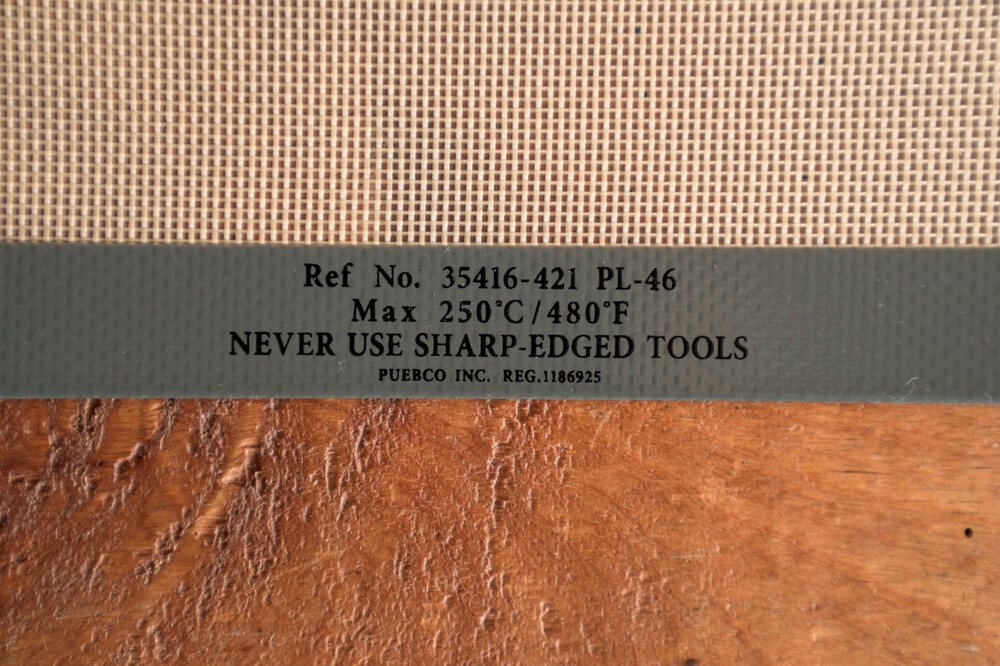 Ref No. 35416-421 PL-46
Max 250°C/480°F
NEVER USE SHARP-EDGED TOOLS
PUEBCO INC. REG.1186925